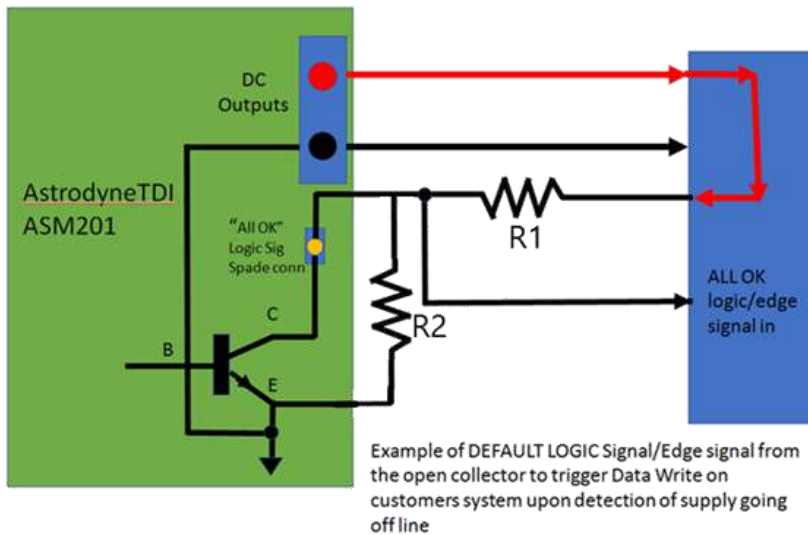 DC
Outputs
AstrodyneTDI
ASM201
"All OK"
Logic Sig
Spade conn
R1
C
B
R2
E
ALL OK
logic/edge
signal in
Example of DEFAULT LOGIC Signal/Edge signal from
the open collector to trigger Data Write on
customers system upon detection of supply going
off line